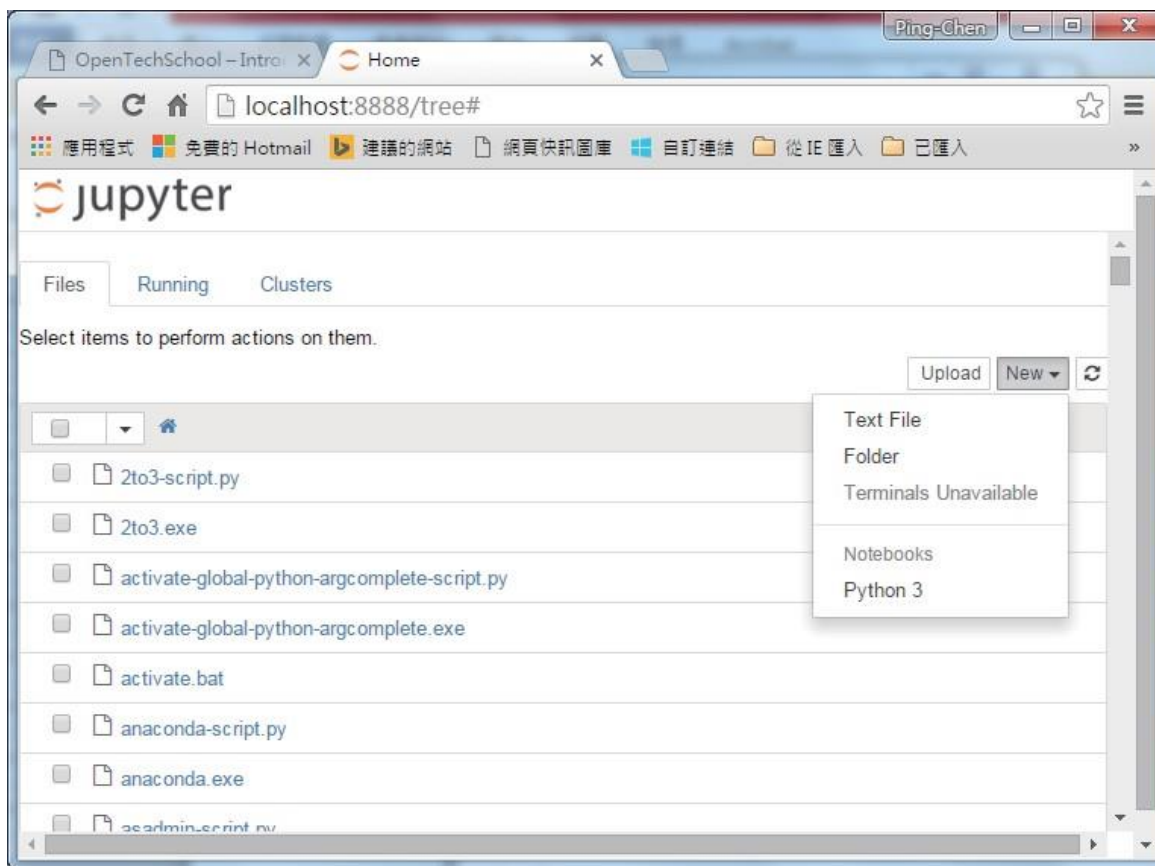 Ping-Chen
OpenTechSchool – Intro
Home
localhost:8888/tree#
應用程式 免費的 Hotmail 建議的網站 網頁快訊圖庫 自訂連結 從 IE 匯入 已匯入 »
jupyter
Files Running Clusters
Select items to perform actions on them.
Upload New
Text File
Folder
Terminals Unavailable
Notebooks
Python 3
2to3-script.py
2to3.exe
activate-global-python-argcomplete-script.py
activate-global-python-argcomplete.exe
activate.bat
anaconda-script.py
anaconda.exe
asadmin-script.py